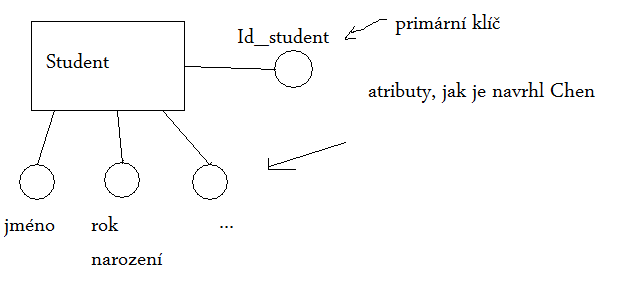 primární klíč
Id_student
Student
atributy, jak je navrhl Chen
jméno
rok
narození
...